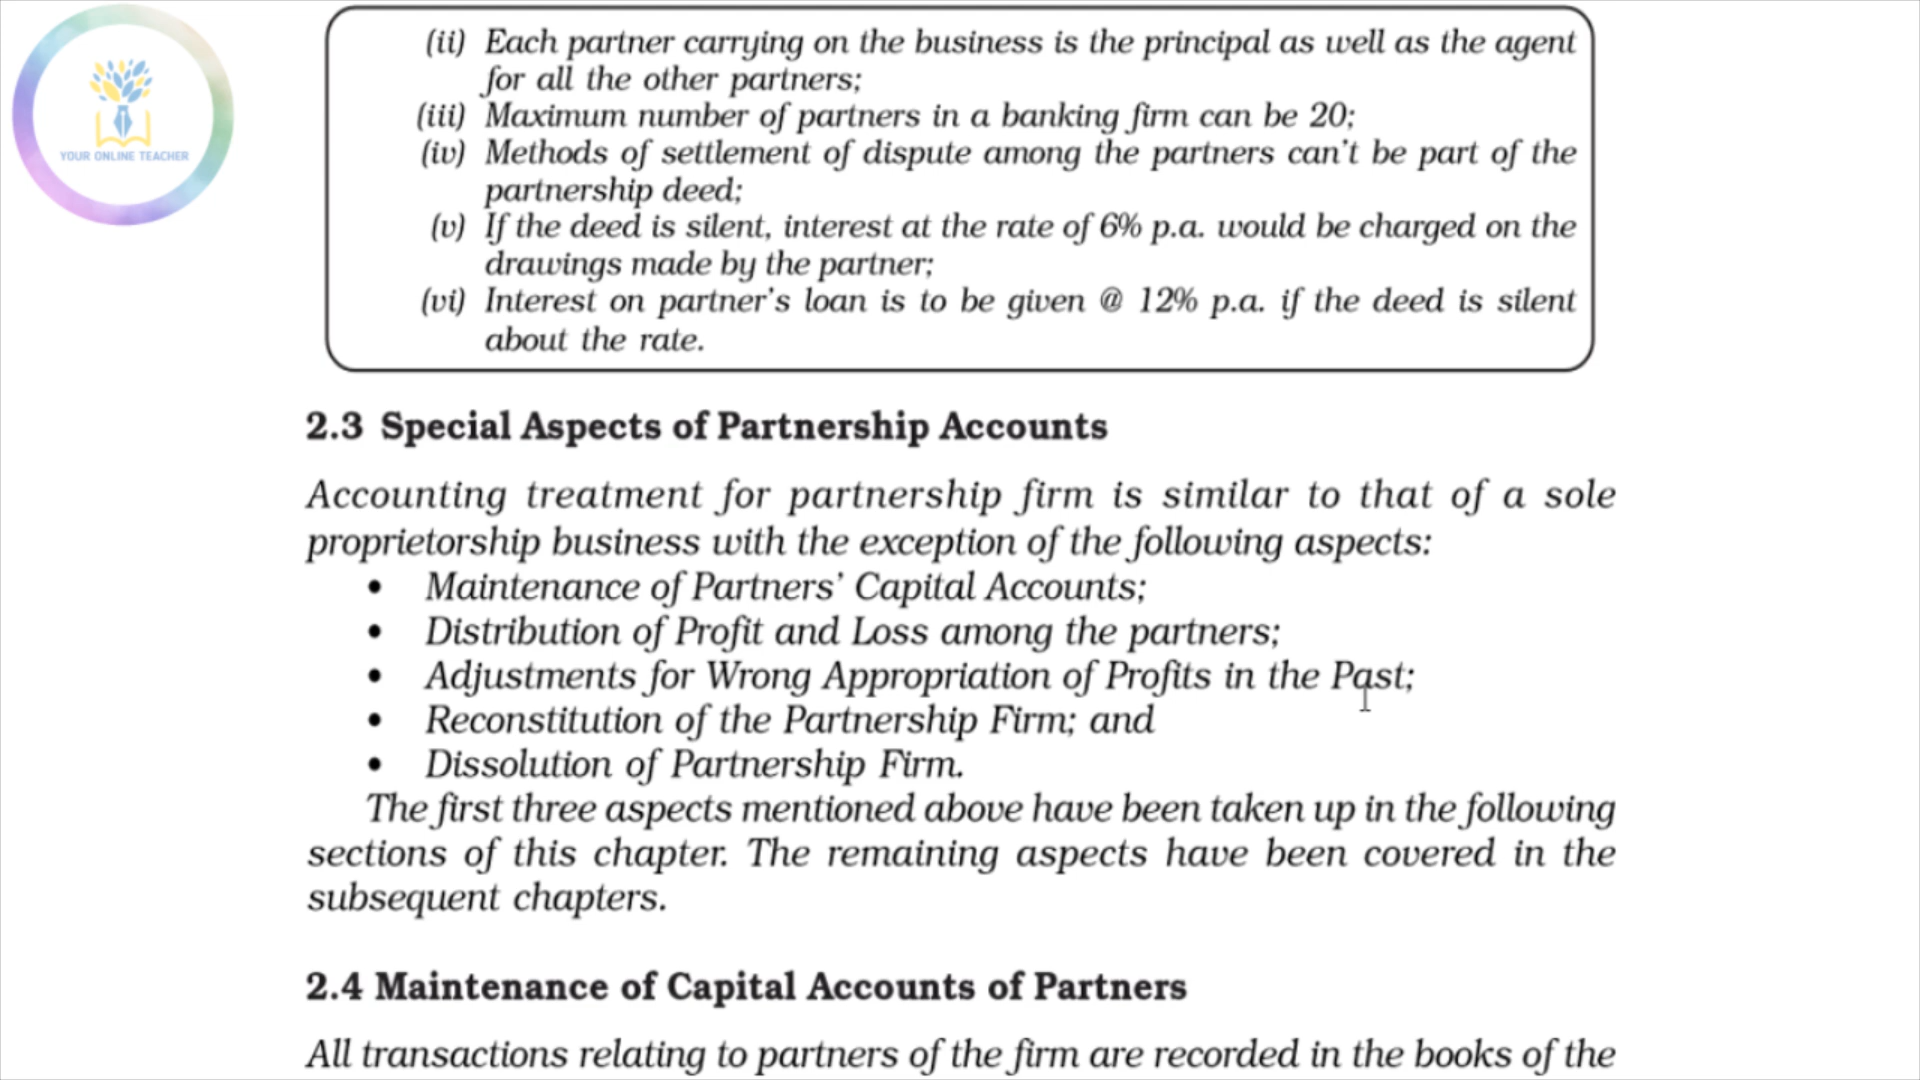 YOUR ONLINE TEACHER
(ii) Each partner carrying on the business is the principal as well as the agent
for all the other partners;
(iii) Maximum number of partners in a banking firm can be 20;
(iv) Methods of settlement of dispute among the partners can't be part of the
partnership deed;
(v) If the deed is silent, interest at the rate of 6% p.a. would be charged on the
drawings made by the partner;
(vi) Interest on partner's loan is to be given @ 12% p.a. if the deed is silent
about the rate.
2.3 Special Aspects of Partnership Accounts
Accounting treatment for partnership firm is similar to that of a sole
proprietorship business with the exception of the following aspects:
• Maintenance of Partners' Capital Accounts;
• Distribution of Profit and Loss among the partners;
• Adjustments for Wrong Appropriation of Profits in the Past;
• Reconstitution of the Partnership Firm; and
• Dissolution of Partnership Firm.
The first three aspects mentioned above have been taken up in the following
sections of this chapter. The remaining aspects have been covered in the
subsequent chapters.
2.4 Maintenance of Capital Accounts of Partners
All transactions relating to partners of the firm are recorded in the books of the